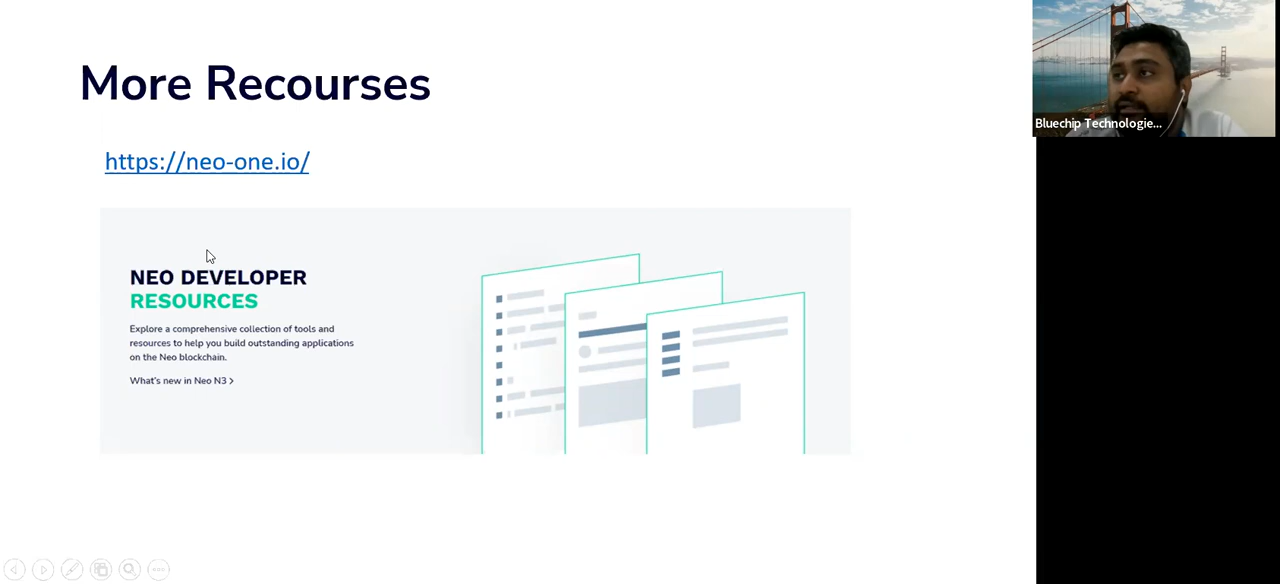 More Recourses
https://neo-one.io/
NEO DEVELOPER
RESOURCES
Explore a comprehensive collection of tools and
resources to help you build outstanding applications
on the Neo blockchain.
What's new in Neo N3 >
Bluechip Technologie...